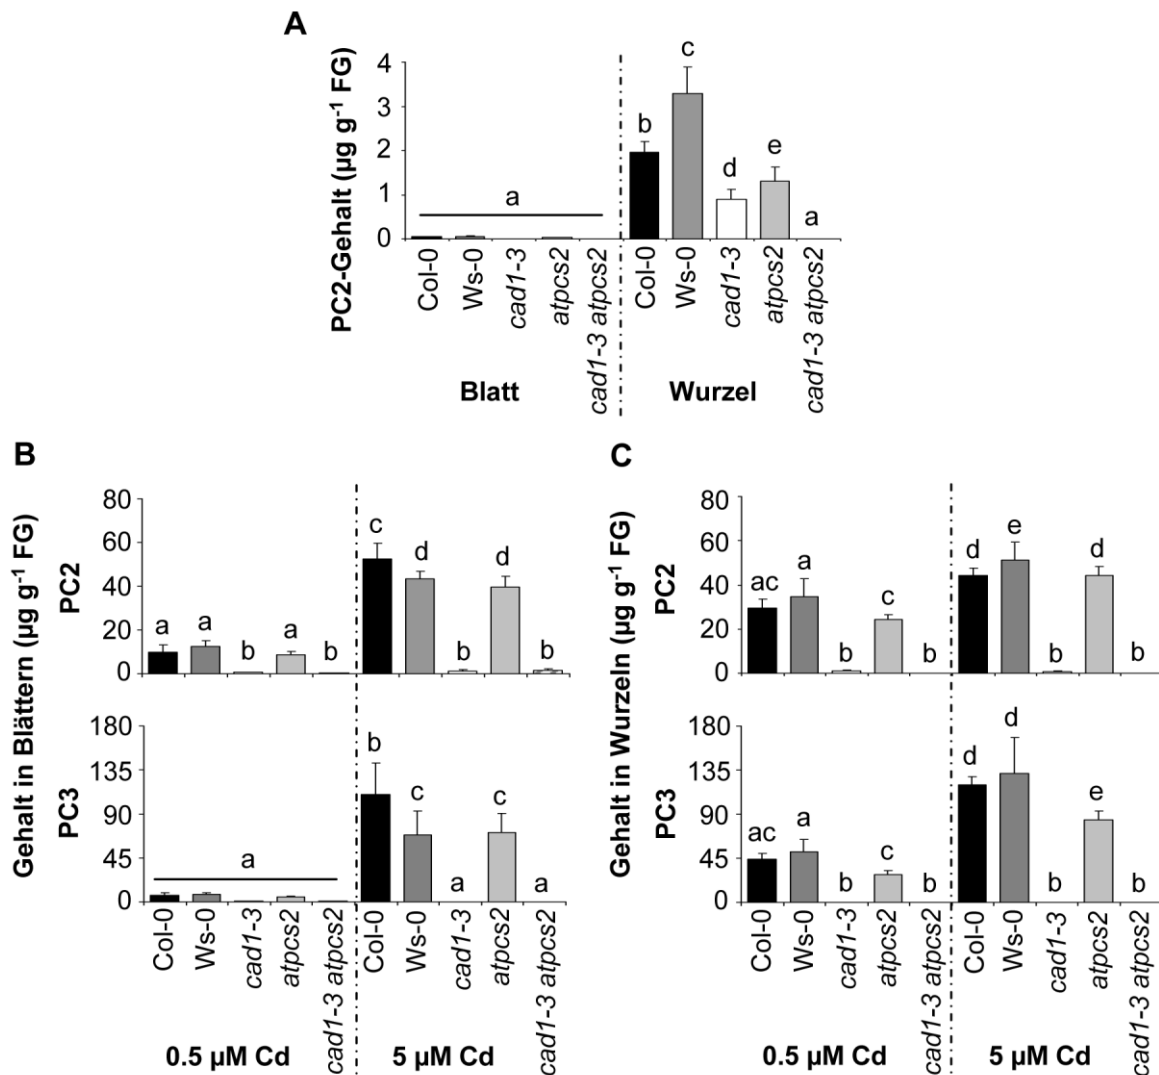 A
PC2-Gehalt (µg g⁻¹ FG)
4
3
2
1
0
a
b
c
d
e
a
Col-0
Ws-0
cad1-3
atpcs2
cad1-3 atpcs2
Col-0
Ws-0
cad1-3
atpcs2
cad1-3 atpcs2
Blatt
Wurzel
B
Gehalt in Blättern (µg g⁻¹ FG)
PC2
80
60
40
20
0
a
a
b
a
b
c
d
b
d
b
PC3
180
135
90
45
0
a
b
c
a
c
a
Col-0
Ws-0
cad1-3
atpcs2
cad1-3 atpcs2
Col-0
Ws-0
cad1-3
atpcs2
cad1-3 atpcs2
0.5 µM Cd
5 µM Cd
C
Gehalt in Wurzeln (µg g⁻¹ FG)
PC2
80
60
40
20
0
ac
a
b
c
b
d
e
b
d
b
PC3
180
135
90
45
0
ac
a
b
c
b
d
d
b
e
b
Col-0
Ws-0
cad1-3
atpcs2
cad1-3 atpcs2
Col-0
Ws-0
cad1-3
atpcs2
cad1-3 atpcs2
0.5 µM Cd
5 µM Cd